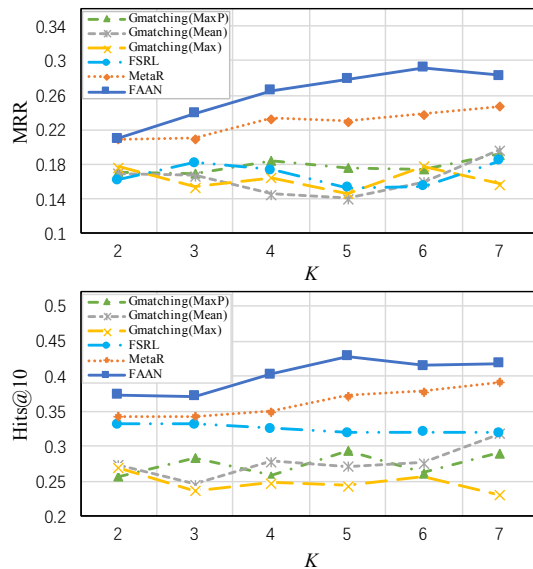 0.36
0.3
0.26
0.22
0.18
0.14
0.1
MRR
Gmatching(MaxP)
Gmatching(Mean)
Gmatching(Max)
FSRL
MetaR
FAAN
2 3 4 5 6 7
K
0.5
0.45
0.4
0.35
0.3
0.25
0.2
Hits@10
Gmatching(MaxP)
Gmatching(Mean)
Gmatching(Max)
FSRL
MetaR
FAAN
2 3 4 5 6 7
K